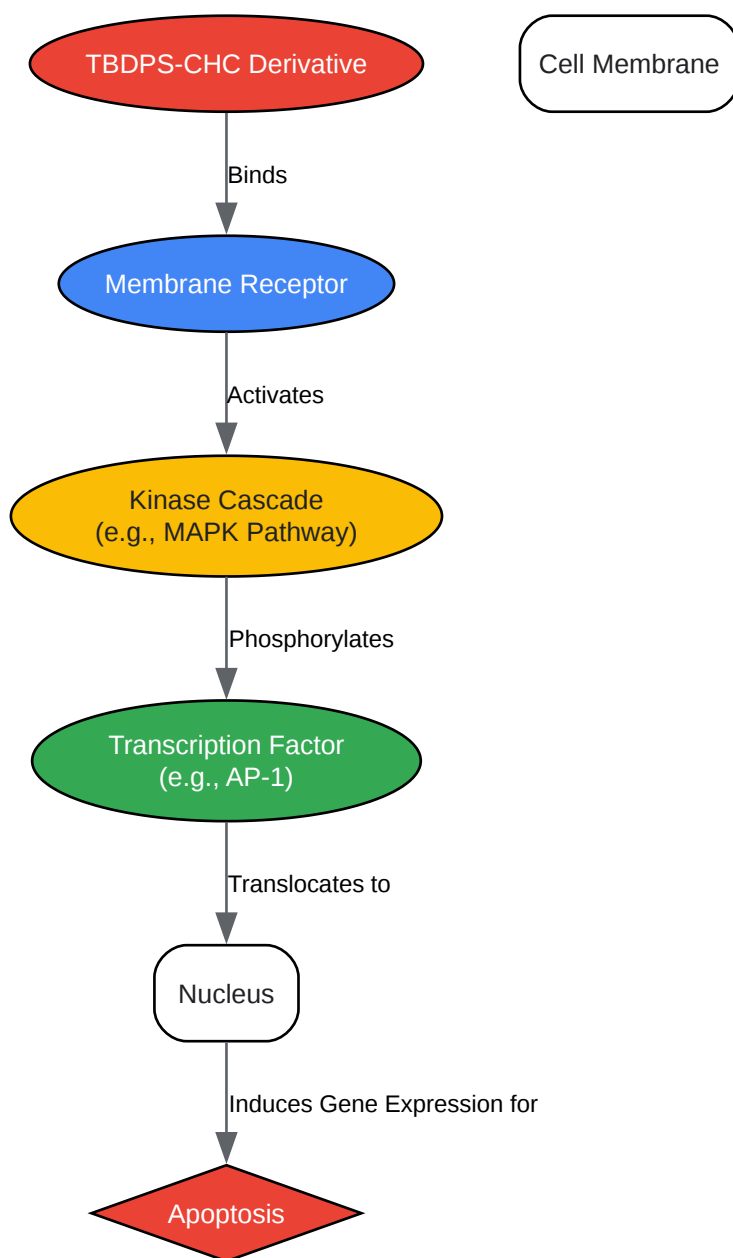 TBDPS-CHC Derivative
Cell Membrane
Binds
Membrane Receptor
Activates
Kinase Cascade
(e.g., MAPK Pathway)
Phosphorylates
Transcription Factor
(e.g., AP-1)
Translocates to
Nucleus
Induces Gene Expression for
Apoptosis